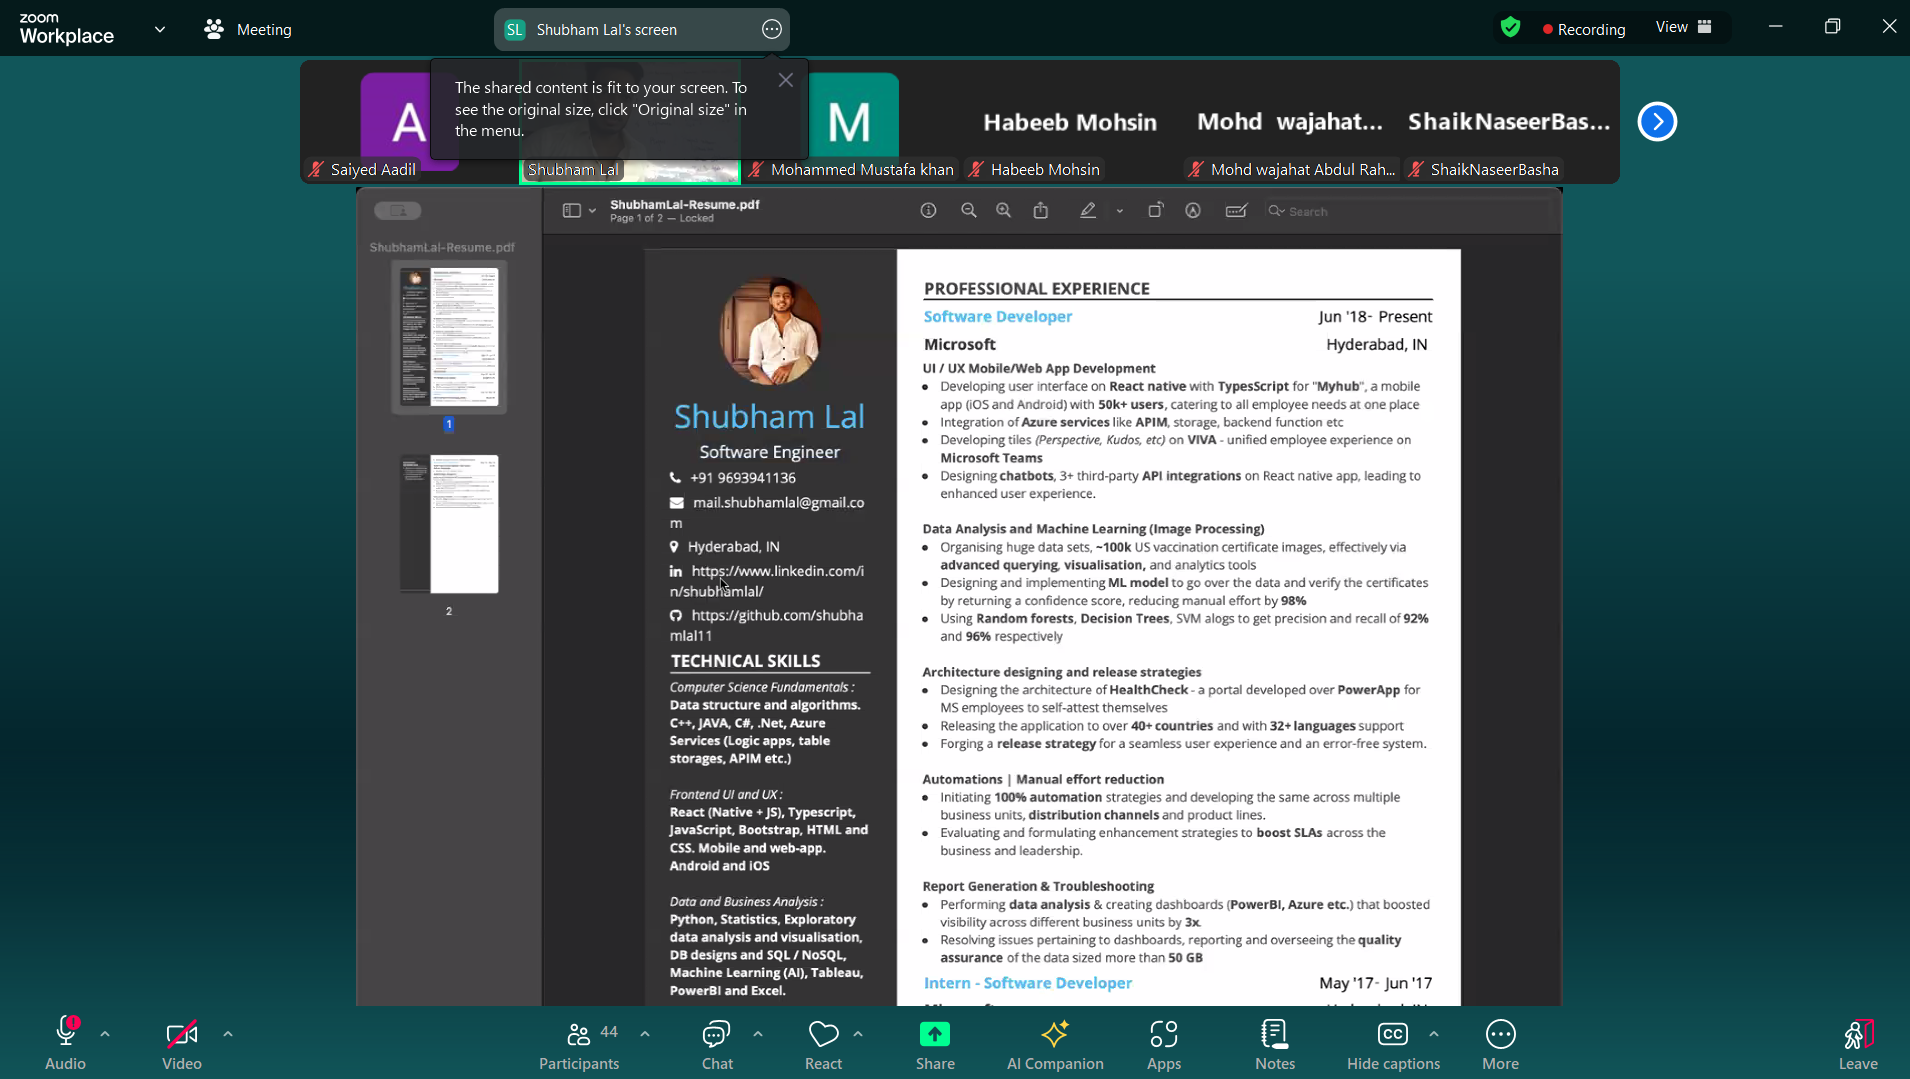 zoom
Workplace
Meeting
SL Shubham Lal's screen
Recording
View
The shared content is fit to your screen. To
see the original size, click "Original size" in
the menu.
A
M
Habeeb Mohsin
Mohd wajahat...
ShaikNaseerBas...
Saiyed Aadil
Shubham Lal
Mohammed Mustafa khan
Habeeb Mohsin
Mohd wajahat Abdul Rah...
ShaikNaseerBasha
ShubhamLal-Resume.pdf
Page 1 of 2 — Locked
Search
ShubhamLal-Resume.pdf
1
2
Shubham Lal
Software Engineer
+91 9693941136
mail.shubhamlal@gmail.co
m
Hyderabad, IN
https://www.linkedin.com/i
n/shubhamlal/
https://github.com/shubha
mlal11
TECHNICAL SKILLS
Computer Science Fundamentals :
Data structure and algorithms.
C++, JAVA, C#, .Net, Azure
Services (Logic apps, table
storages, APIM etc.)
Frontend UI and UX :
React (Native + JS), Typescript,
JavaScript, Bootstrap, HTML and
CSS. Mobile and web-app.
Android and iOS
Data and Business Analysis :
Python, Statistics, Exploratory
data analysis and visualisation,
DB designs and SQL / NoSQL,
Machine Learning (AI), Tableau,
PowerBI and Excel.
PROFESSIONAL EXPERIENCE
Software Developer Jun '18- Present
Microsoft Hyderabad, IN
UI / UX Mobile/Web App Development
• Developing user interface on React native with TypesScript for "Myhub", a mobile
app (iOS and Android) with 50k+ users, catering to all employee needs at one place
• Integration of Azure services like APIM, storage, backend function etc
• Developing tiles (Perspective, Kudos, etc) on VIVA - unified employee experience on
Microsoft Teams
• Designing chatbots, 3+ third-party API integrations on React native app, leading to
enhanced user experience.
Data Analysis and Machine Learning (Image Processing)
• Organising huge data sets, ~100k US vaccination certificate images, effectively via
advanced querying, visualisation, and analytics tools
• Designing and implementing ML model to go over the data and verify the certificates
by returning a confidence score, reducing manual effort by 98%
• Using Random forests, Decision Trees, SVM alogs to get precision and recall of 92%
and 96% respectively
Architecture designing and release strategies
• Designing the architecture of HealthCheck - a portal developed over PowerApp for
MS employees to self-attest themselves
• Releasing the application to over 40+ countries and with 32+ languages support
• Forging a release strategy for a seamless user experience and an error-free system.
Automations | Manual effort reduction
• Initiating 100% automation strategies and developing the same across multiple
business units, distribution channels and product lines.
• Evaluating and formulating enhancement strategies to boost SLAs across the
business and leadership.
Report Generation & Troubleshooting
• Performing data analysis & creating dashboards (PowerBI, Azure etc.) that boosted
visibility across different business units by 3x.
• Resolving issues pertaining to dashboards, reporting and overseeing the quality
assurance of the data sized more than 50 GB
Intern - Software Developer May '17- Jun '17
Audio
Video
44
Participants
Chat
React
Share
AI Companion
Apps
Notes
CC
Hide captions
More
Leave